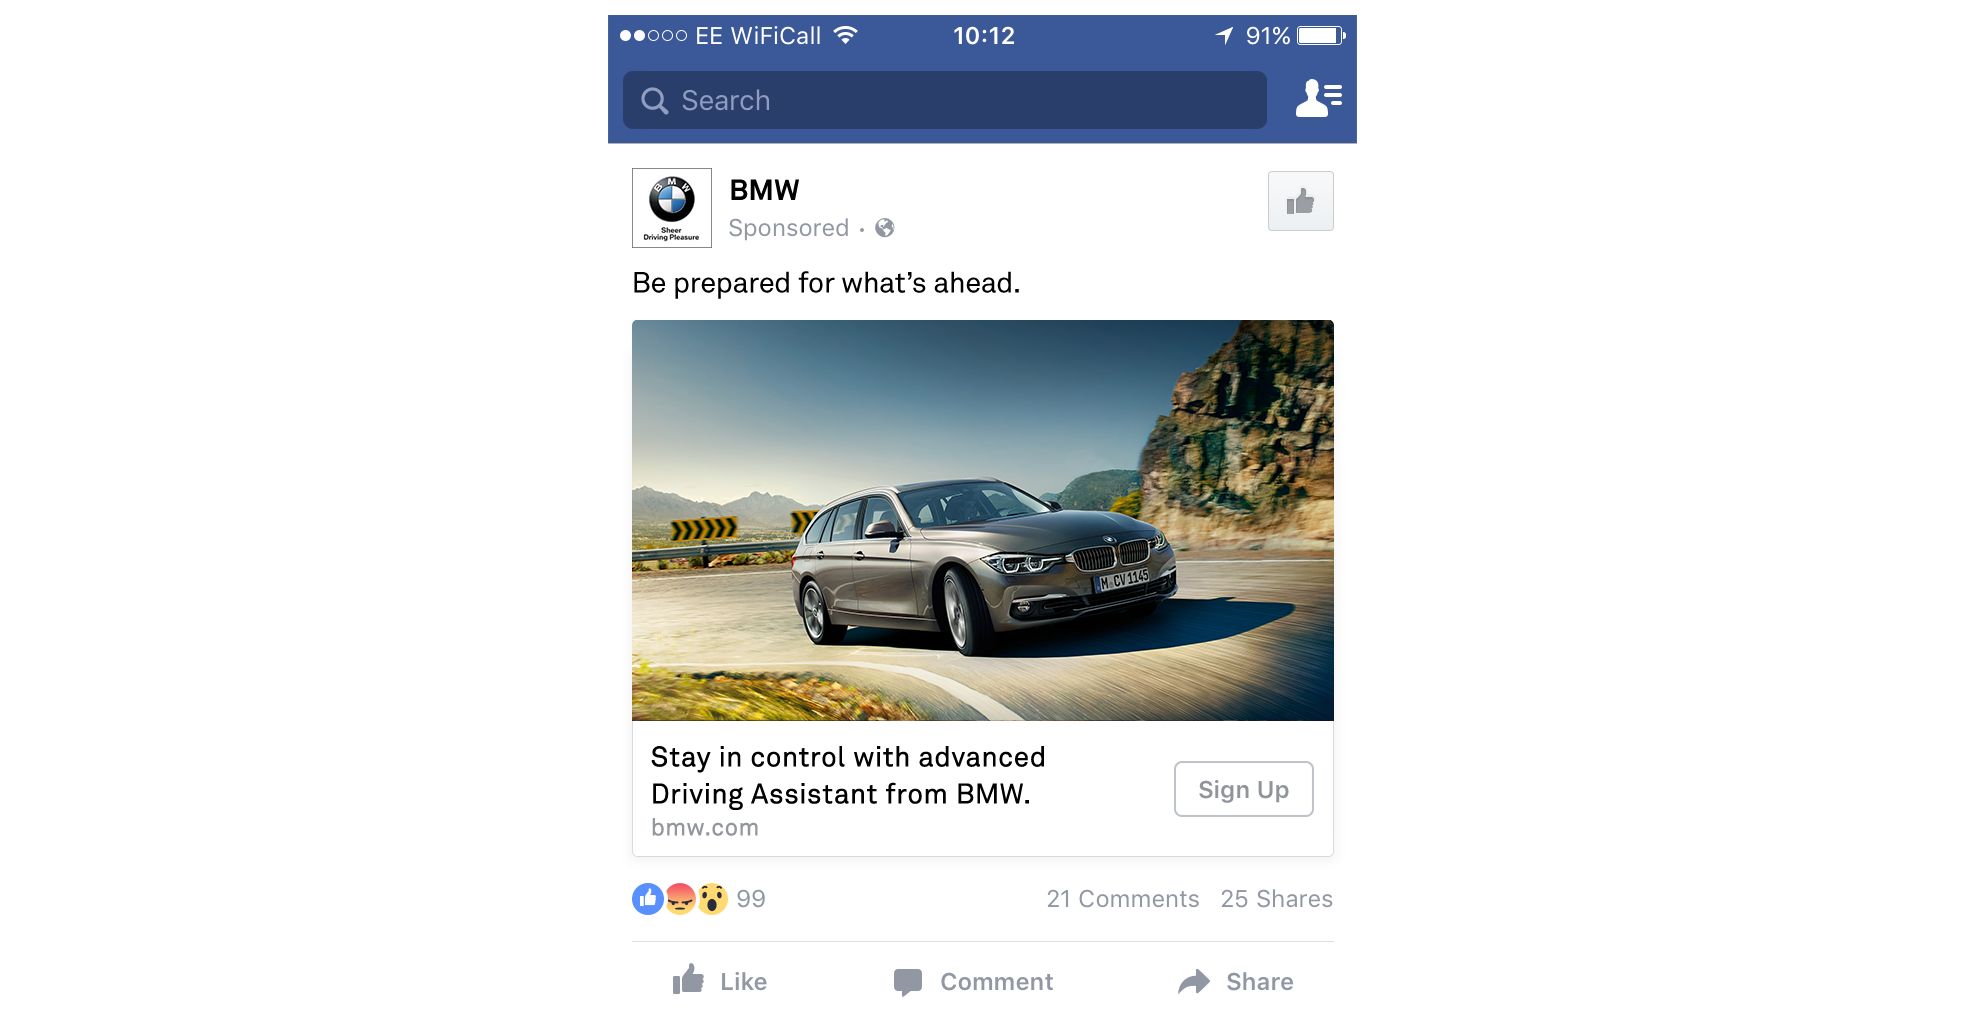 EE WiFiCall 10:12 91%
Search
BMW
Sheer
Driving Pleasure
BMW
Sponsored ·
Be prepared for what’s ahead.
M CV 1145
Stay in control with advanced
Driving Assistant from BMW.
bmw.com
Sign Up
99 21 Comments 25 Shares
Like Comment Share